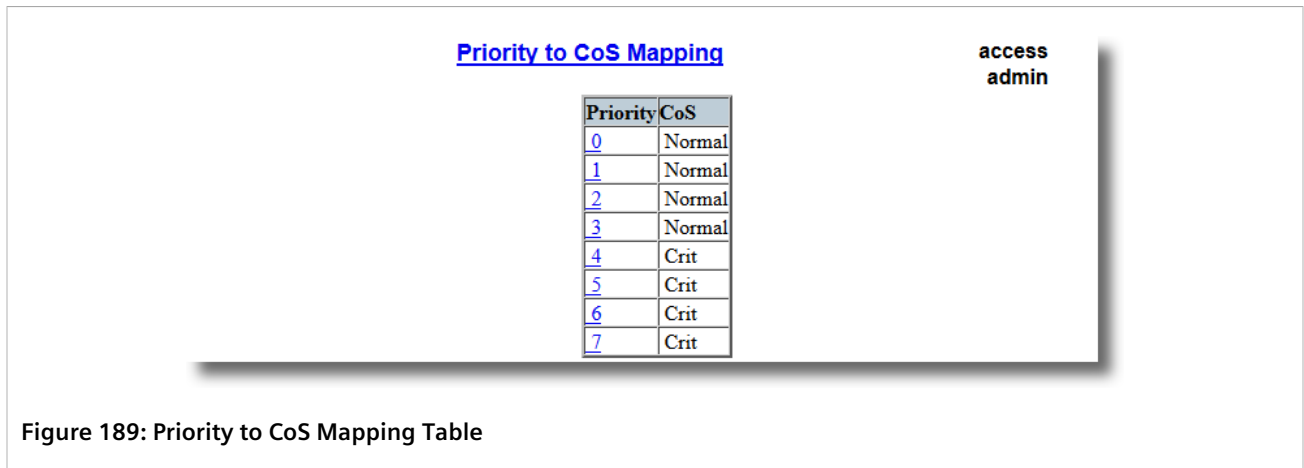 Priority to CoS Mapping
access
admin
Priority CoS
0 Normal
1 Normal
2 Normal
3 Normal
4 Crit
5 Crit
6 Crit
7 Crit
Figure 189: Priority to CoS Mapping Table